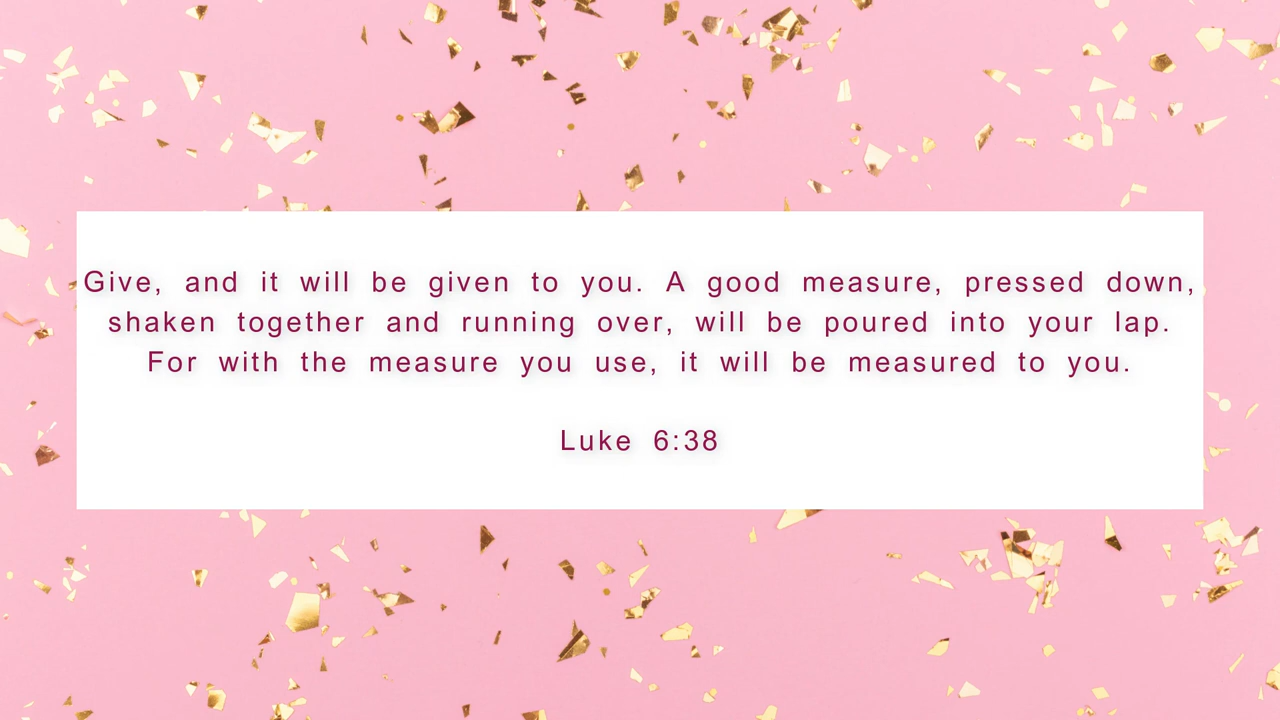 Give, and it will be given to you. A good measure, pressed down,
shaken together and running over, will be poured into your lap.
For with the measure you use, it will be measured to you.
Luke 6:38